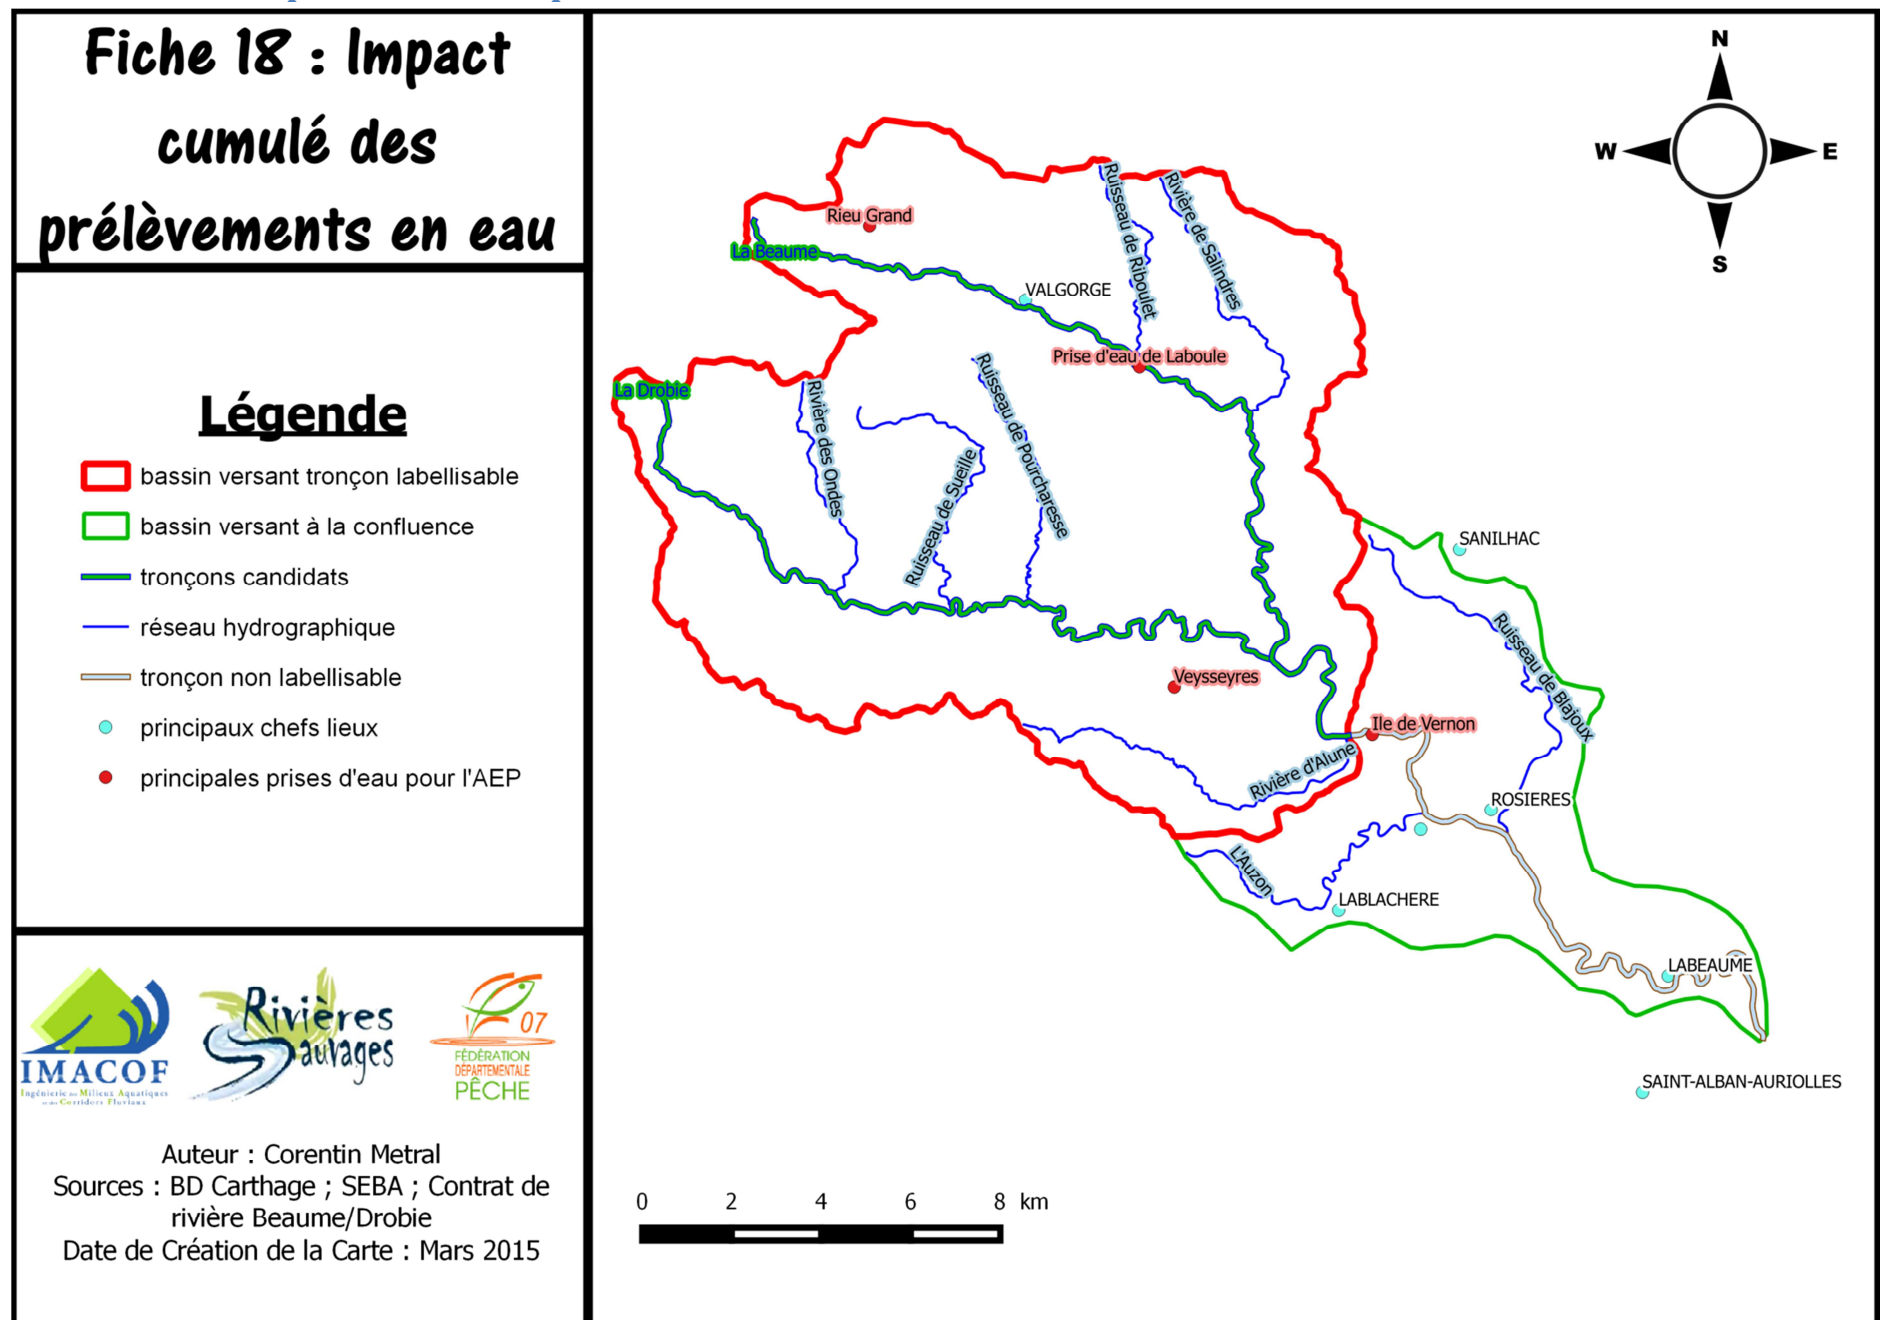 Fiche 18 : Impact
cumulé des
prélèvements en eau
Légende
bassin versant tronçon labellisable
bassin versant à la confluence
tronçons candidats
réseau hydrographique
tronçon non labellisable
principaux chefs lieux
principales prises d'eau pour l'AEP
IMACOF
Ingénierie des Milieux Aquatiques
et des Corridors Fluviaux
Rivières
Sauvages
07
FÉDÉRATION
DÉPARTEMENTALE
PÊCHE
Auteur : Corentin Metral
Sources : BD Carthage ; SEBA ; Contrat de
rivière Beaume/Drobie
Date de Création de la Carte : Mars 2015
N
W
E
S
Rieu Grand
La Beaume
Ruisseau de Riboulet
Rivière de Salindres
VALGORGE
Prise d'eau de Laboule
La Drobie
Rivière des Ondes
Ruisseau de Sueille
Ruisseau de Pourcharesse
SANILHAC
Ruisseau de Blajoux
Veysseyres
Ile de Vernon
Rivière d'Alune
ROSIERES
L'Auzon
LABLACHERE
LABEAUME
SAINT-ALBAN-AURIOLLES
0 2 4 6 8 km